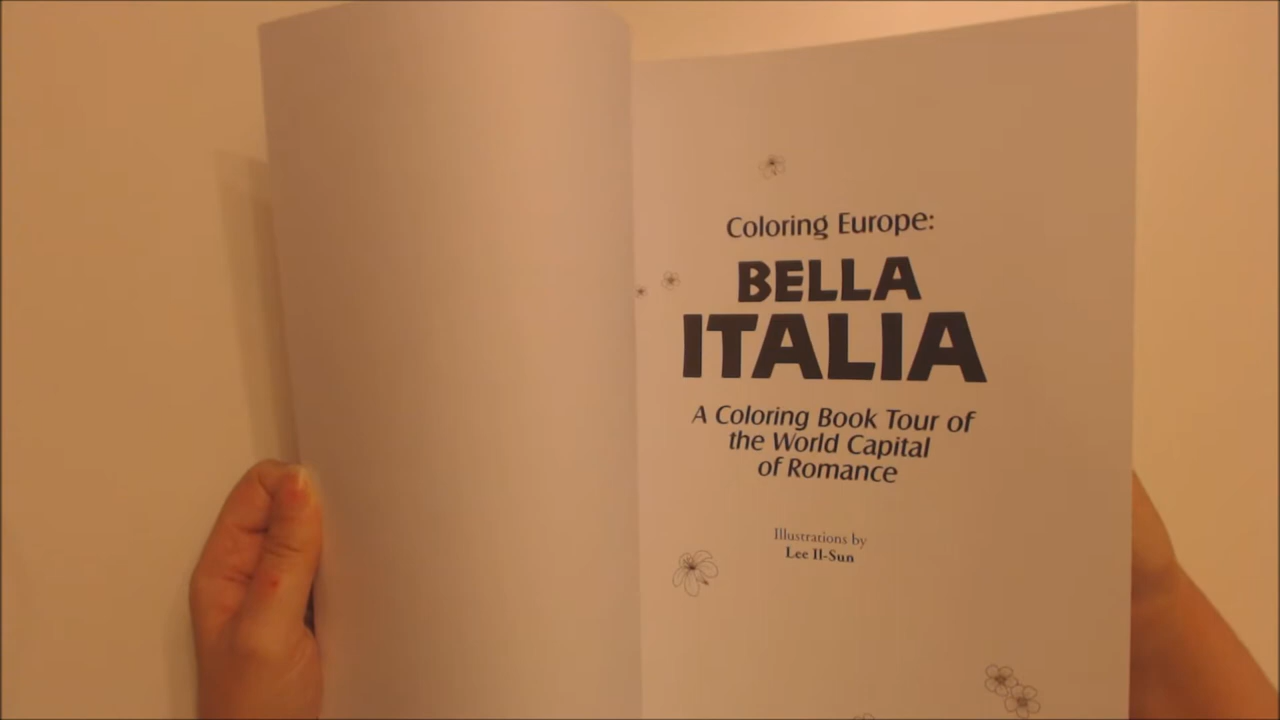 Coloring Europe:
BELLA
ITALIA
A Coloring Book Tour of
the World Capital
of Romance
Illustrations by
Lee Il-Sun